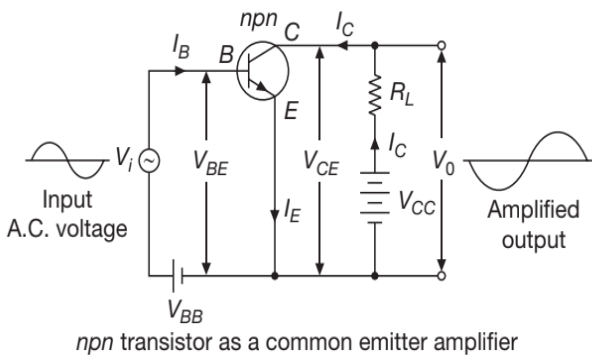 npn
I_B
B
C
I_C
E
R_L
I_C
V_i
V_BE
V_CE
V_0
I_E
V_CC
V_BB
Input
A.C. voltage
Amplified
output
npn transistor as a common emitter amplifier